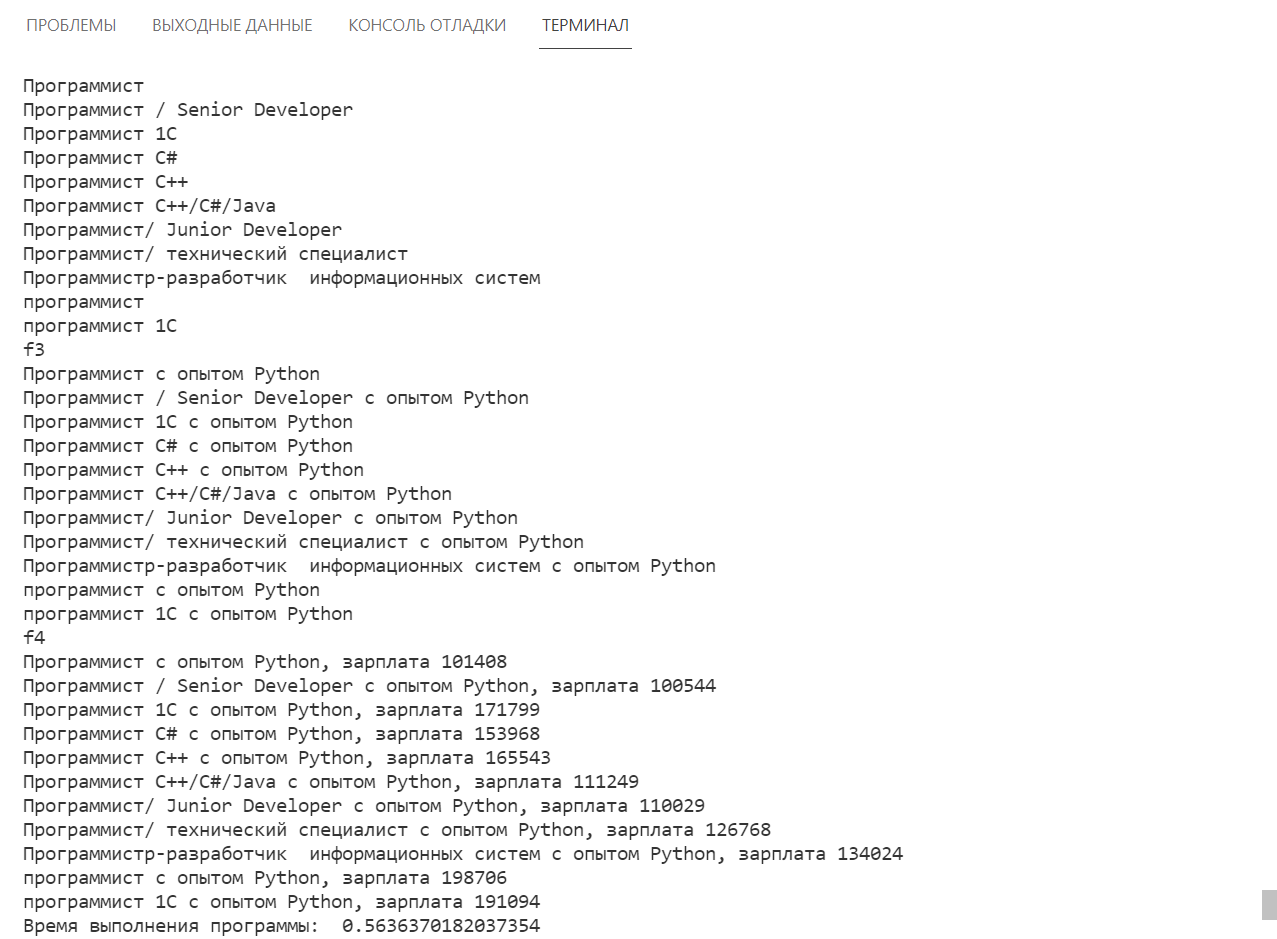 ПРОБЛЕМЫ ВЫХОДНЫЕ ДАННЫЕ КОНСОЛЬ ОТЛАДКИ ТЕРМИНАЛ
Программист
Программист / Senior Developer
Программист 1С
Программист C#
Программист C++
Программист C++/C#/Java
Программист/ Junior Developer
Программист/ технический специалист
Программистр-разработчик  информационных систем
программист
программист 1С
f3
Программист с опытом Python
Программист / Senior Developer с опытом Python
Программист 1С с опытом Python
Программист C# с опытом Python
Программист C++ с опытом Python
Программист C++/C#/Java с опытом Python
Программист/ Junior Developer с опытом Python
Программист/ технический специалист с опытом Python
Программистр-разработчик  информационных систем с опытом Python
программист с опытом Python
программист 1С с опытом Python
f4
Программист с опытом Python, зарплата 101408
Программист / Senior Developer с опытом Python, зарплата 100544
Программист 1С с опытом Python, зарплата 171799
Программист C# с опытом Python, зарплата 153968
Программист C++ с опытом Python, зарплата 165543
Программист C++/C#/Java с опытом Python, зарплата 111249
Программист/ Junior Developer с опытом Python, зарплата 110029
Программист/ технический специалист с опытом Python, зарплата 126768
Программистр-разработчик  информационных систем с опытом Python, зарплата 134024
программист с опытом Python, зарплата 198706
программист 1С с опытом Python, зарплата 191094
Время выполнения программы:  0.5636370182037354